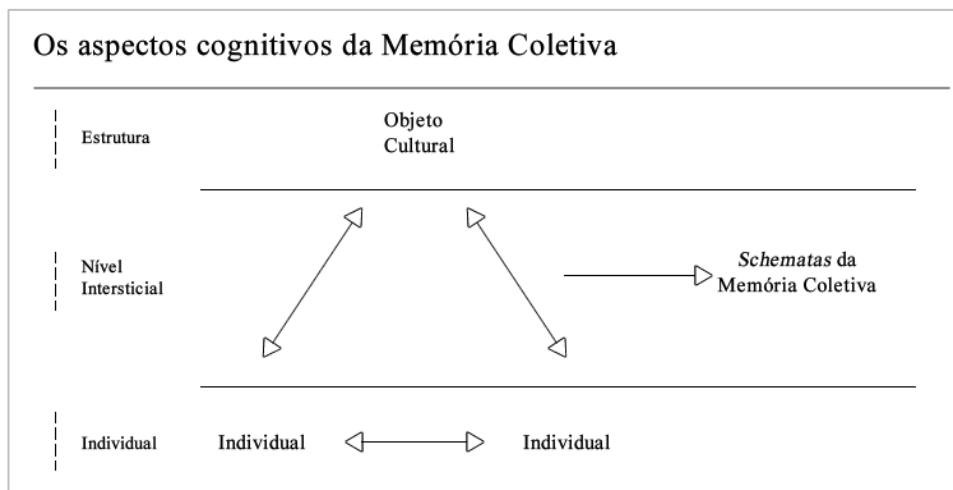 Os aspectos cognitivos da Memória Coletiva
Estrutura
Objeto
Cultural
Nível
Intersticial
Schematas da
Memória Coletiva
Individual
Individual
Individual